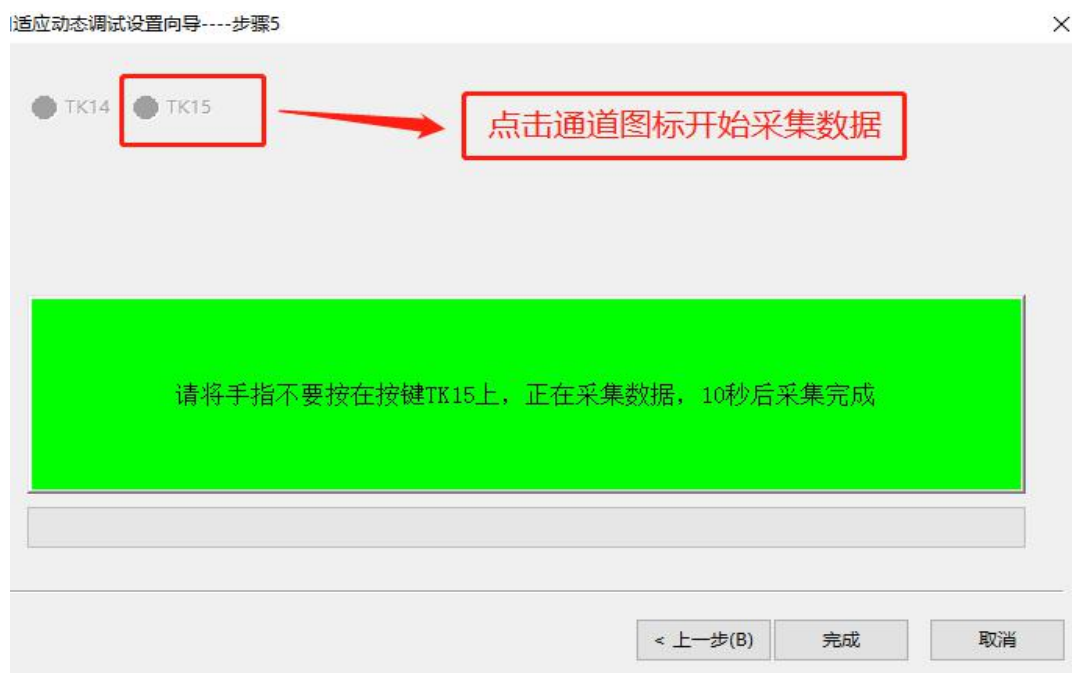 适应动态调试设置向导----步骤5
TK14 TK15
点击通道图标开始采集数据
请将手指不要按在按键TK15上，正在采集数据，10秒后采集完成
< 上一步(B) 完成 取消